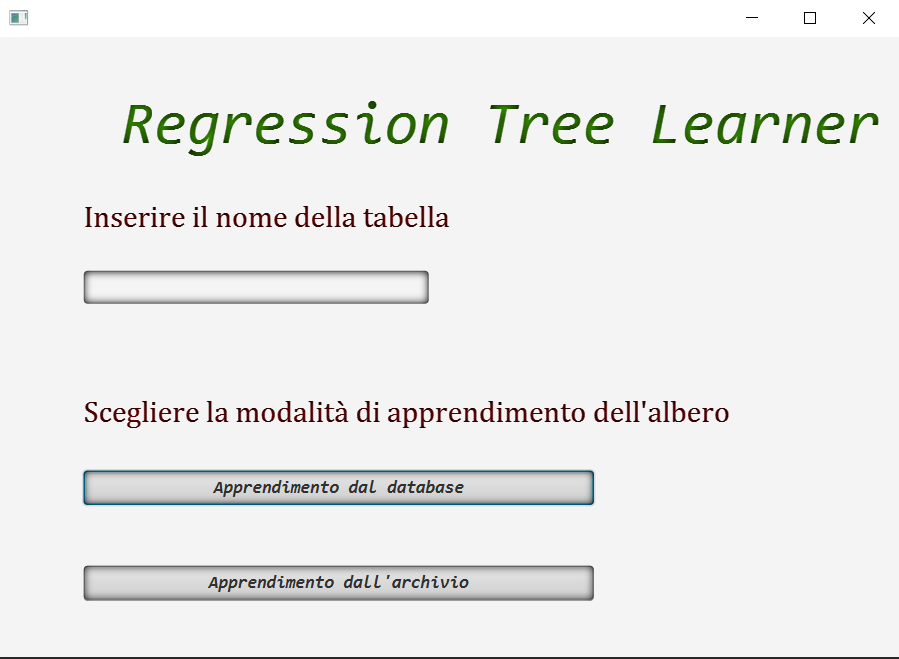 Regression Tree Learner
Inserire il nome della tabella
Scegliere la modalità di apprendimento dell'albero
Apprendimento dal database
Apprendimento dall'archivio